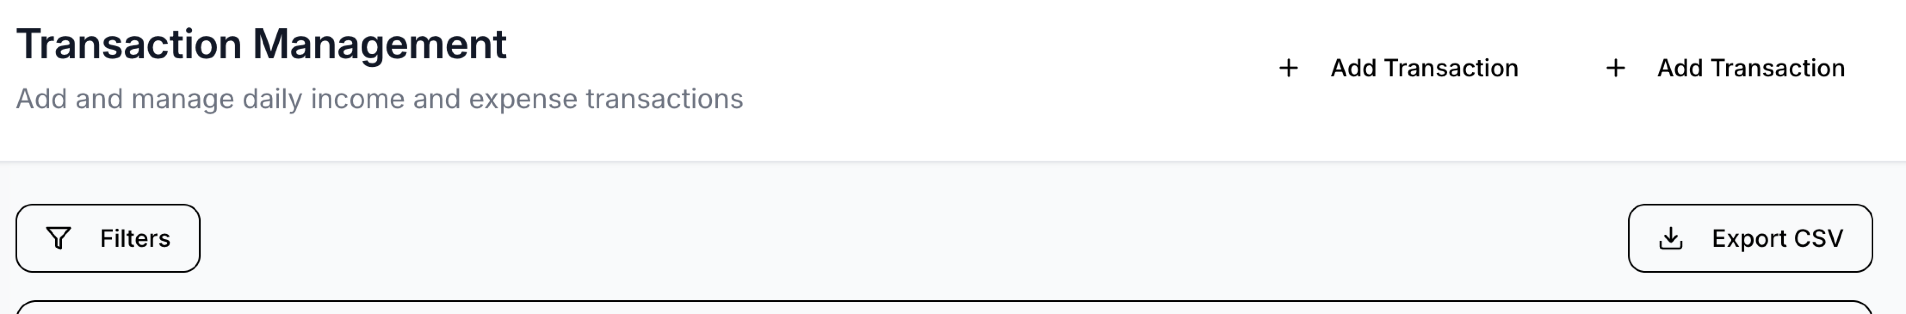 Transaction Management
Add and manage daily income and expense transactions
+ Add Transaction
+ Add Transaction
Filters
Export CSV